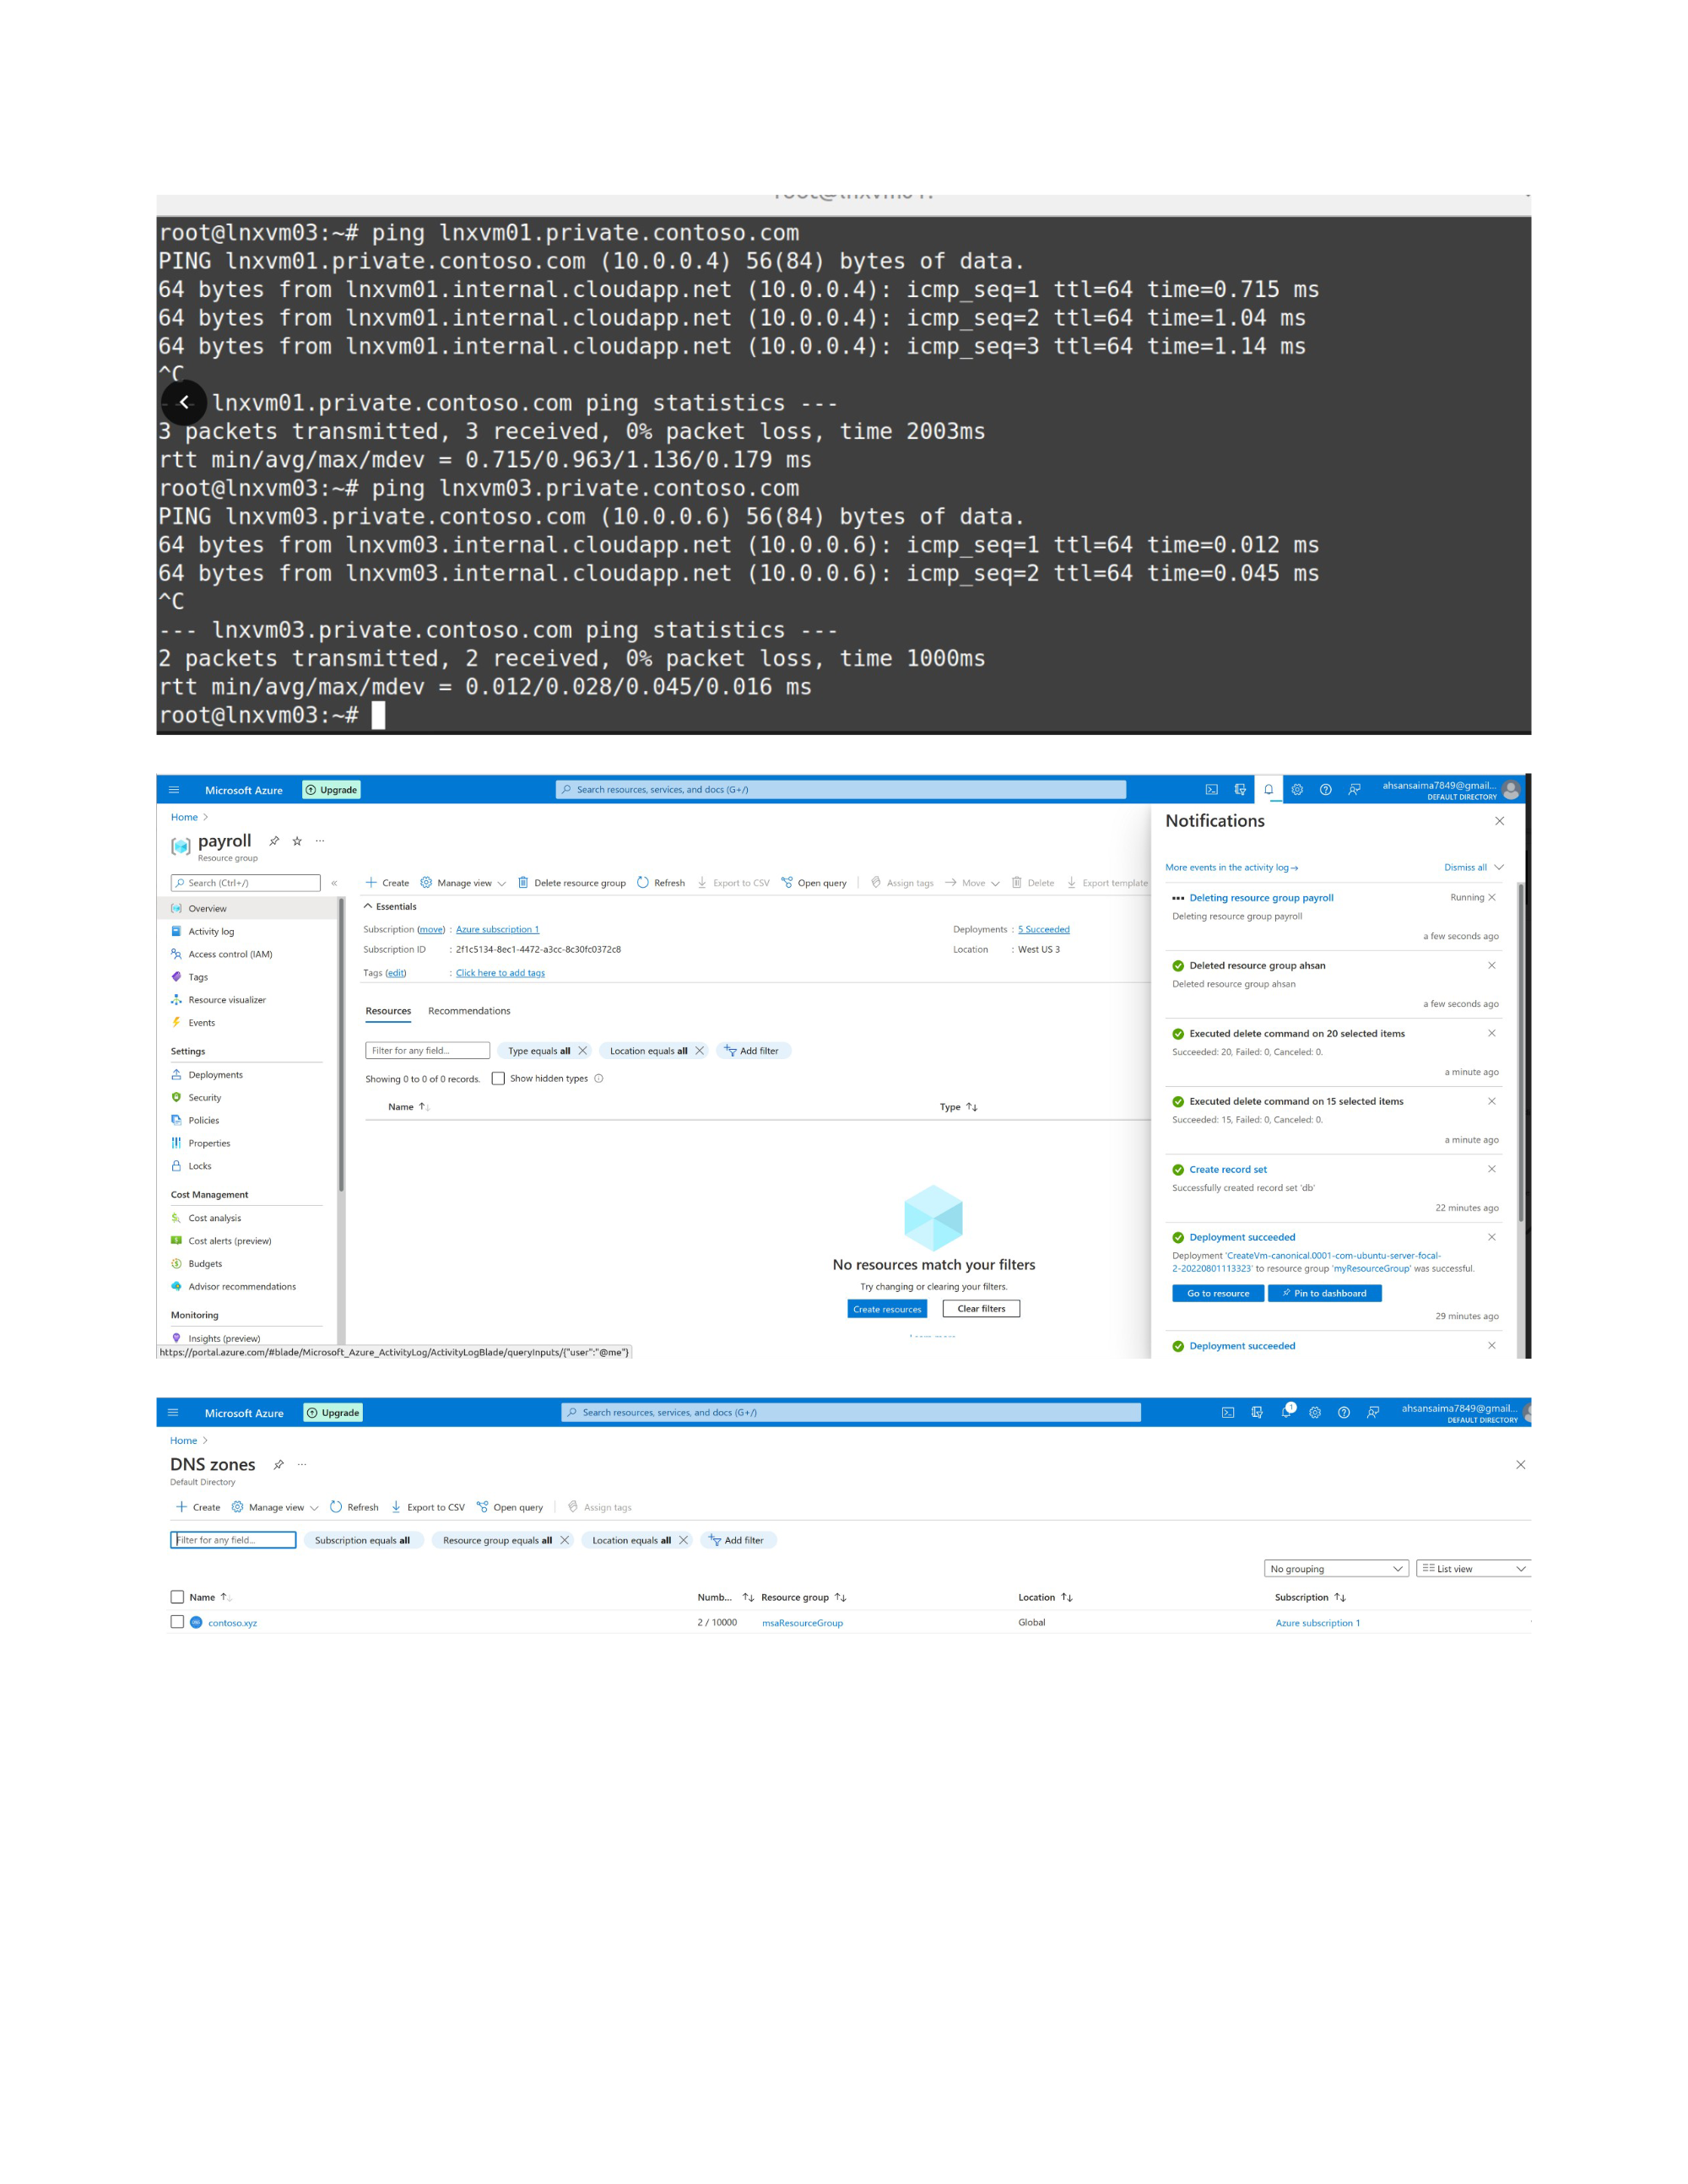 root@lnxvm03:~# ping lnxvm01.private.contoso.com
PING lnxvm01.private.contoso.com (10.0.0.4) 56(84) bytes of data.
64 bytes from lnxvm01.internal.cloudapp.net (10.0.0.4): icmp_seq=1 ttl=64 time=0.715 ms
64 bytes from lnxvm01.internal.cloudapp.net (10.0.0.4): icmp_seq=2 ttl=64 time=1.04 ms
64 bytes from lnxvm01.internal.cloudapp.net (10.0.0.4): icmp_seq=3 ttl=64 time=1.14 ms
^C
lnxvm01.private.contoso.com ping statistics ---
3 packets transmitted, 3 received, 0% packet loss, time 2003ms
rtt min/avg/max/mdev = 0.715/0.963/1.136/0.179 ms
root@lnxvm03:~# ping lnxvm03.private.contoso.com
PING lnxvm03.private.contoso.com (10.0.0.6) 56(84) bytes of data.
64 bytes from lnxvm03.internal.cloudapp.net (10.0.0.6): icmp_seq=1 ttl=64 time=0.012 ms
64 bytes from lnxvm03.internal.cloudapp.net (10.0.0.6): icmp_seq=2 ttl=64 time=0.045 ms
^C
--- lnxvm03.private.contoso.com ping statistics ---
2 packets transmitted, 2 received, 0% packet loss, time 1000ms
rtt min/avg/max/mdev = 0.012/0.028/0.045/0.016 ms
root@lnxvm03:~#
Microsoft Azure Upgrade Search resources, services, and docs (G+/) ahsansaima7849@gmail...
DEFAULT DIRECTORY
Home >
payroll ...
Resource group
Search (Ctrl+/) «
Overview
Activity log
Access control (IAM)
Tags
Resource visualizer
Events
Settings
Deployments
Security
Policies
Properties
Locks
Cost Management
Cost analysis
Cost alerts (preview)
Budgets
Advisor recommendations
Monitoring
Insights (preview)
https://portal.azure.com/#blade/Microsoft_Azure_ActivityLog/ActivityLogBlade/queryInputs/{"user":"@me"}
Create Manage view Delete resource group Refresh Export to CSV Open query Assign tags Move Delete Export template
Essentials
Subscription (move) : Azure subscription 1
Subscription ID : 2f1c5134-8ec1-4472-a3cc-8c30fc0372c8
Tags (edit) : Click here to add tags
Deployments : 5 Succeeded
Location : West US 3
Resources Recommendations
Filter for any field... Type equals all Location equals all Add filter
Showing 0 to 0 of 0 records. Show hidden types
Name Type
No resources match your filters
Try changing or clearing your filters.
Create resources Clear filters
Notifications
More events in the activity log → Dismiss all
Deleting resource group payroll Running
Deleting resource group payroll
a few seconds ago
Deleted resource group ahsan
Deleted resource group ahsan
a few seconds ago
Executed delete command on 20 selected items
Succeeded: 20, Failed: 0, Canceled: 0.
a minute ago
Executed delete command on 15 selected items
Succeeded: 15, Failed: 0, Canceled: 0.
a minute ago
Create record set
Successfully created record set 'db'
22 minutes ago
Deployment succeeded
Deployment 'CreateVm-canonical.0001-com-ubuntu-server-focal-
2-20220801113323' to resource group 'myResourceGroup' was successful.
Go to resource Pin to dashboard
29 minutes ago
Deployment succeeded
Microsoft Azure Upgrade Search resources, services, and docs (G+/) 1 ahsansaima7849@gmail...
DEFAULT DIRECTORY
Home >
DNS zones ...
Default Directory
Create Manage view Refresh Export to CSV Open query Assign tags
Filter for any field... Subscription equals all Resource group equals all Location equals all Add filter
No grouping List view
Name Numb... Resource group Location Subscription
contoso.xyz 2 / 10000 msaResourceGroup Global Azure subscription 1